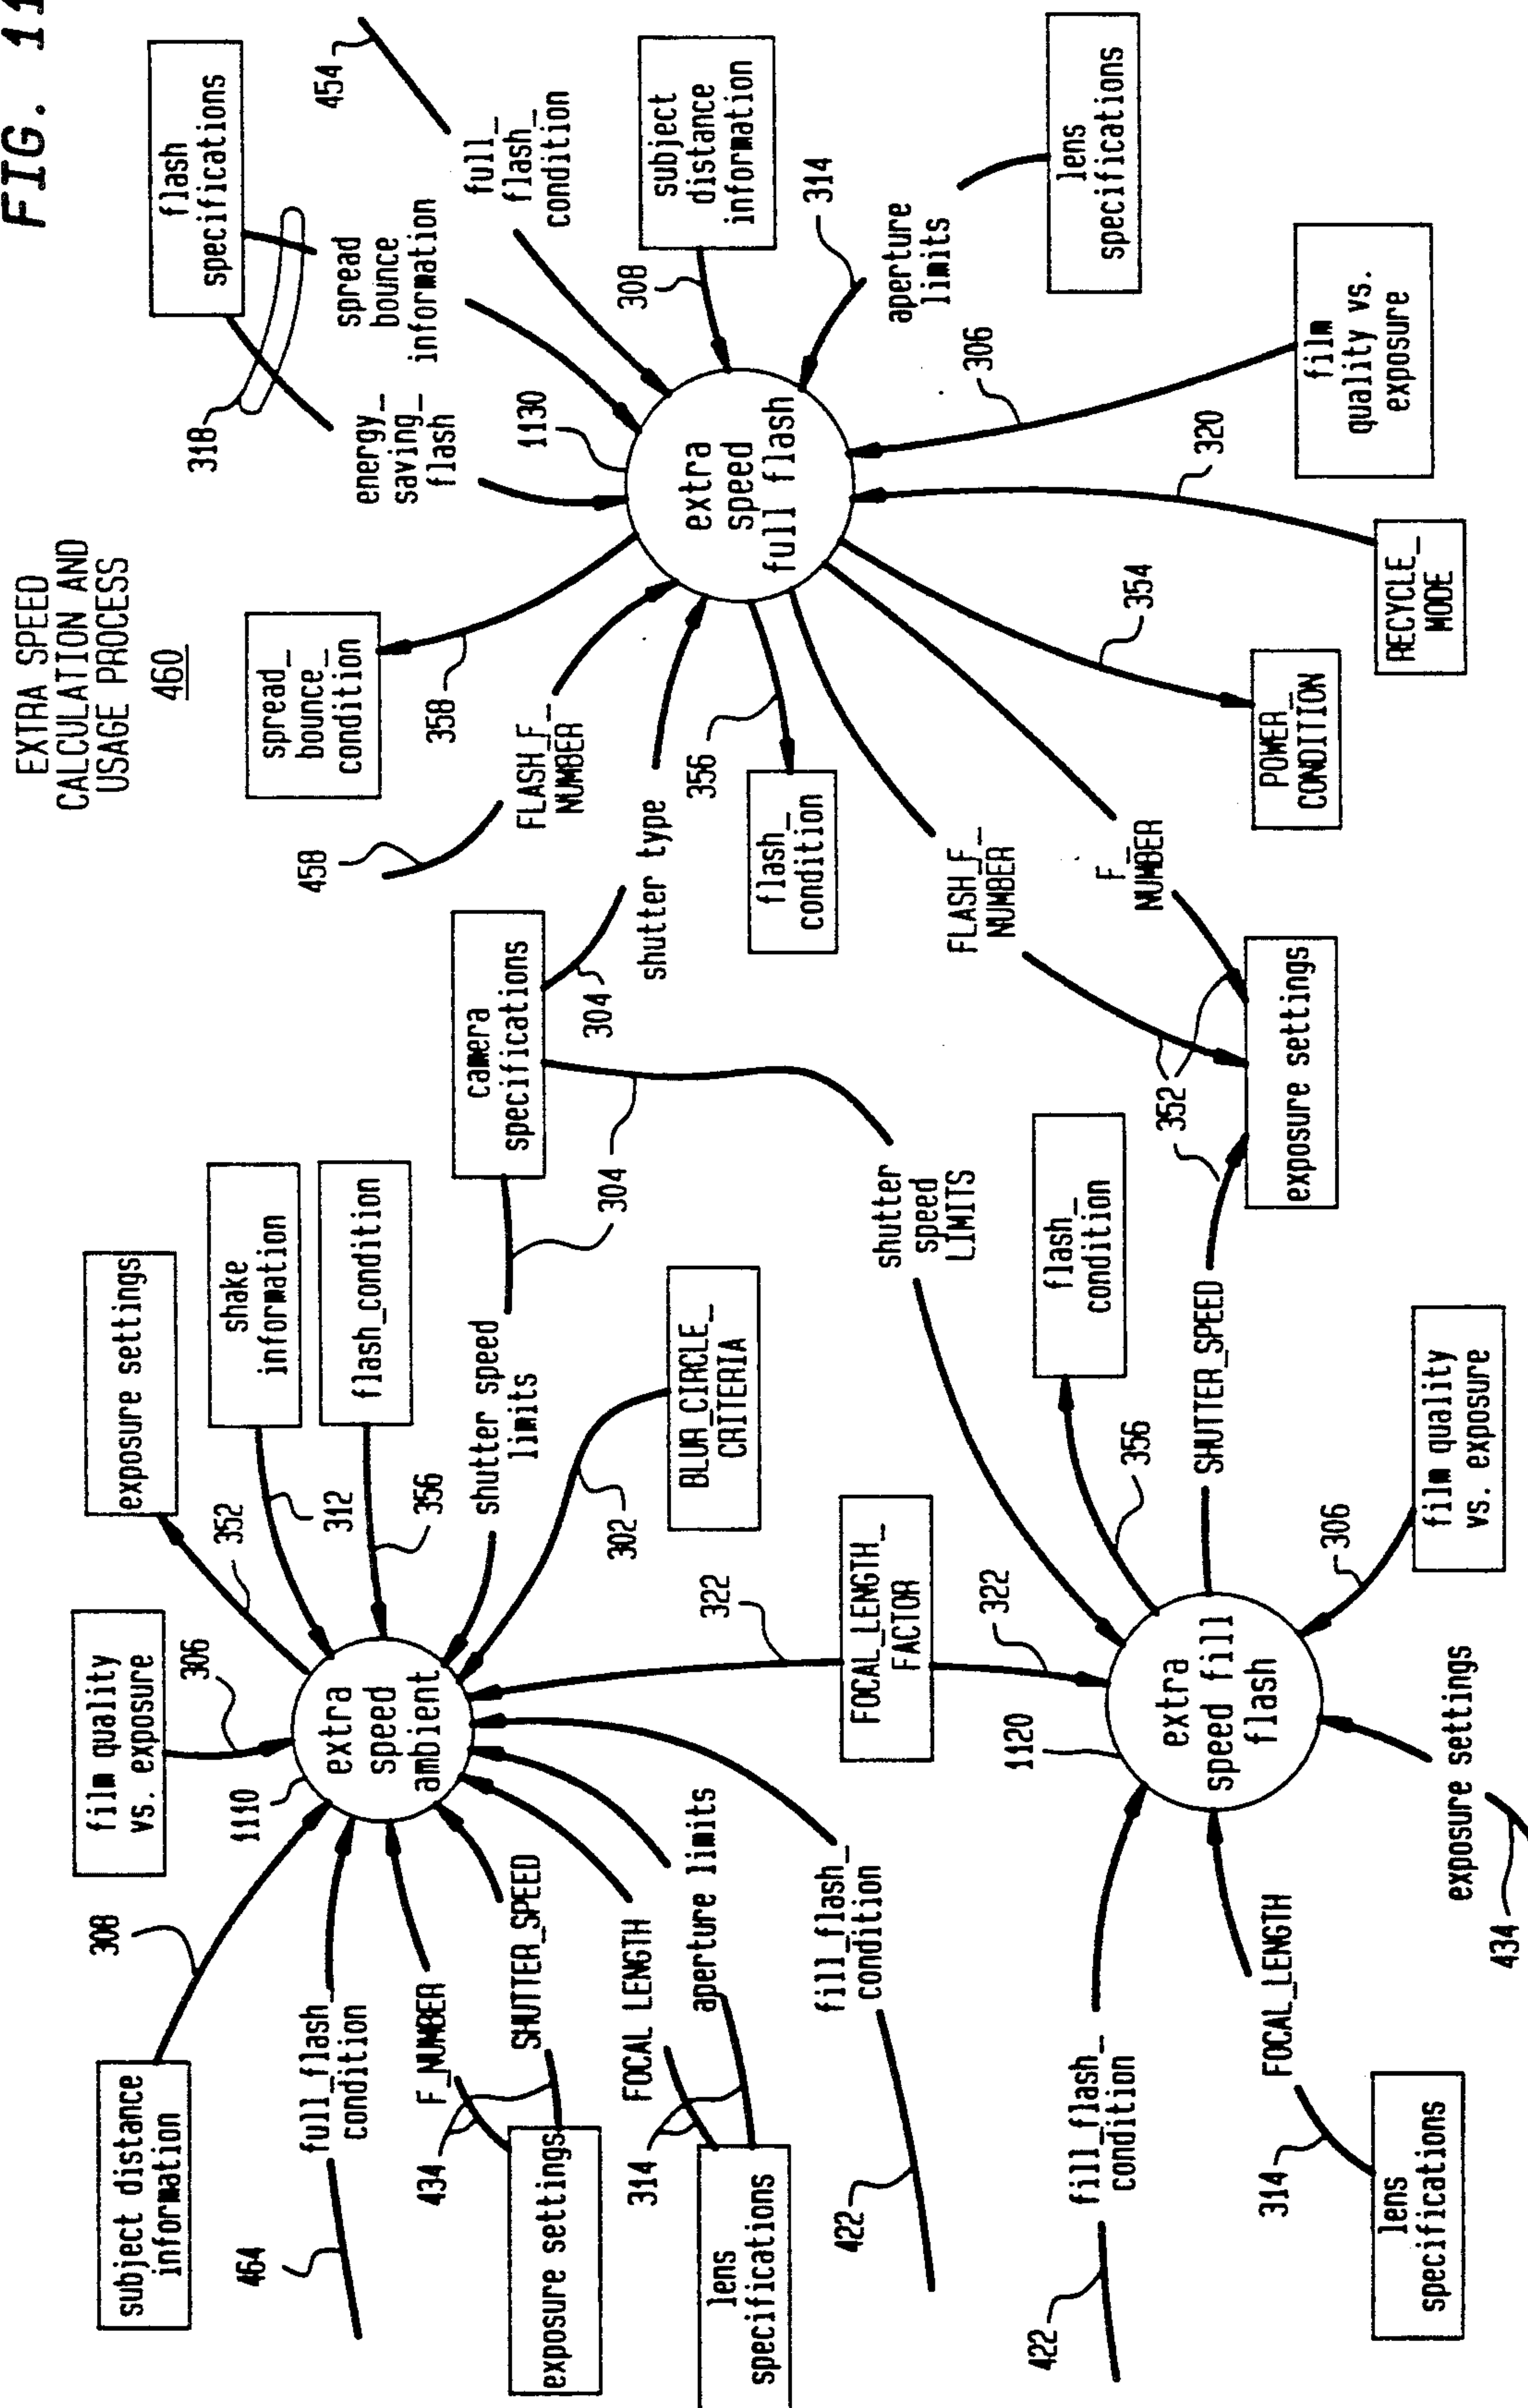 FIG. 11
EXTRA SPEED
CALCULATION AND
USAGE PROCESS
460
subject distance
information
308
film quality
vs. exposure
306
1110
exposure settings
352
shake
information
312
flash_condition
356
464
full_flash_
condition
extra
speed
ambient
434
F_NUMBER
SHUTTER_SPEED
exposure settings
314
FOCAL LENGTH
aperture limits
lens
specifications
422
fill_flash_
condition
shutter speed
limits
302
BLUR_CIRCLE_
CRITERIA
camera
specifications
304
304
shutter type
322
FOCAL_LENGTH_
FACTOR
322
shutter
speed
LIMITS
422
fill_flash_
condition
1120
extra
speed fill
flash
314
FOCAL_LENGTH
lens
specifications
434
exposure settings
306
film quality
vs. exposure
356
flash_
condition
SHUTTER_SPEED
352
exposure settings
spread_
bounce_
condition
358
458
FLASH_F_
NUMBER
356
flash_
condition
FLASH_F_
NUMBER
F_
NUMBER
354
POWER_
CONDITION
320
RECYCLE_
MODE
306
film
quality vs.
exposure
1130
extra
speed
full flash
318
flash
specifications
energy_
saving_
flash
spread
bounce
information
454
full_
flash_
condition
308
subject
distance
information
314
aperture
limits
lens
specifications